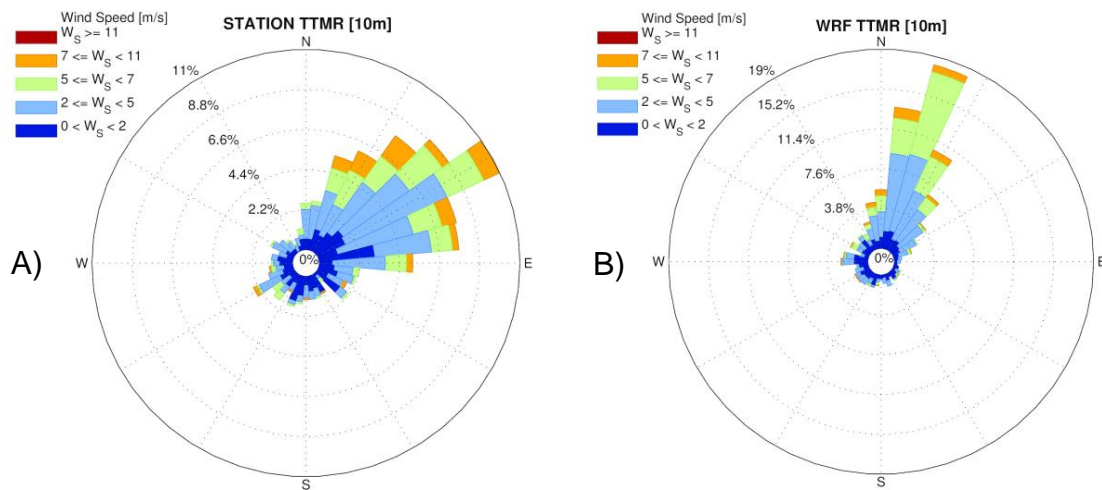 A)
Wind Speed [m/s]
W_S >= 11
7 <= W_S < 11
5 <= W_S < 7
2 <= W_S < 5
0 < W_S < 2
STATION TTMR [10m]
N
11%
8.8%
6.6%
4.4%
2.2%
0%
W
E
S
B)
Wind Speed [m/s]
W_S >= 11
7 <= W_S < 11
5 <= W_S < 7
2 <= W_S < 5
0 < W_S < 2
WRF TTMR [10m]
N
19%
15.2%
11.4%
7.6%
3.8%
0%
W
E
S